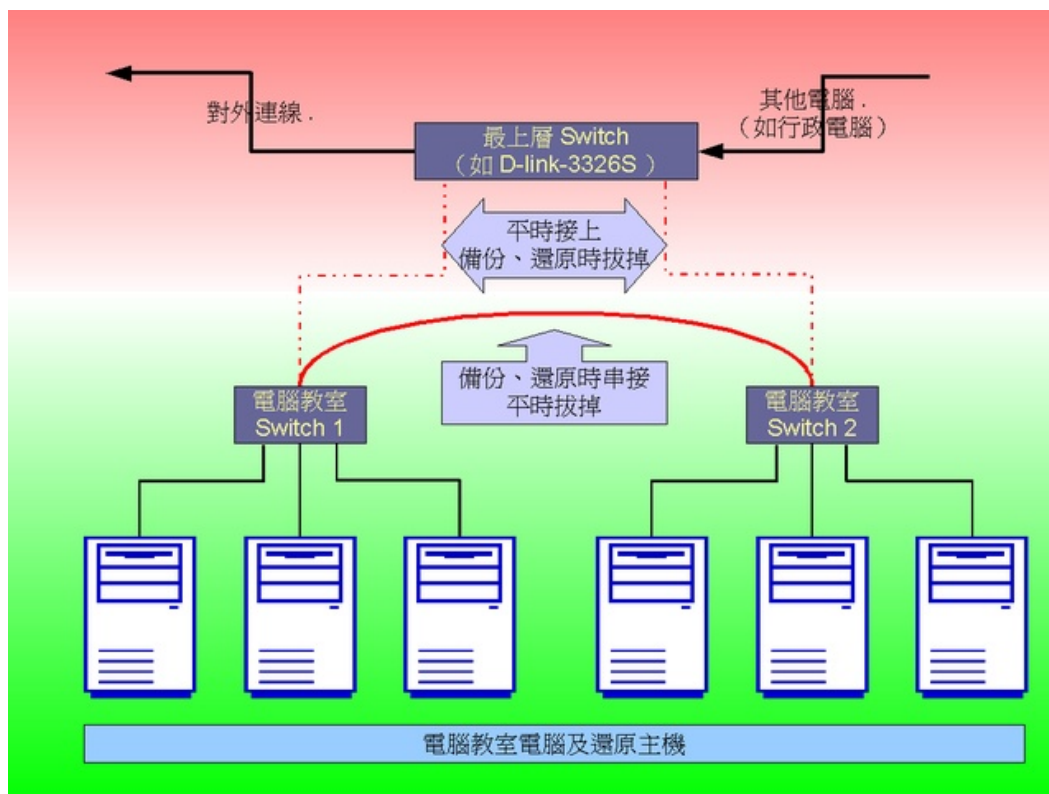 對外連線.
其他電腦.
（如行政電腦）
最上層 Switch
（如 D-link-3326S ）
平時接上
備份、還原時拔掉
備份、還原時串接
平時拔掉
電腦教室
Switch 1
電腦教室
Switch 2
電腦教室電腦及還原主機